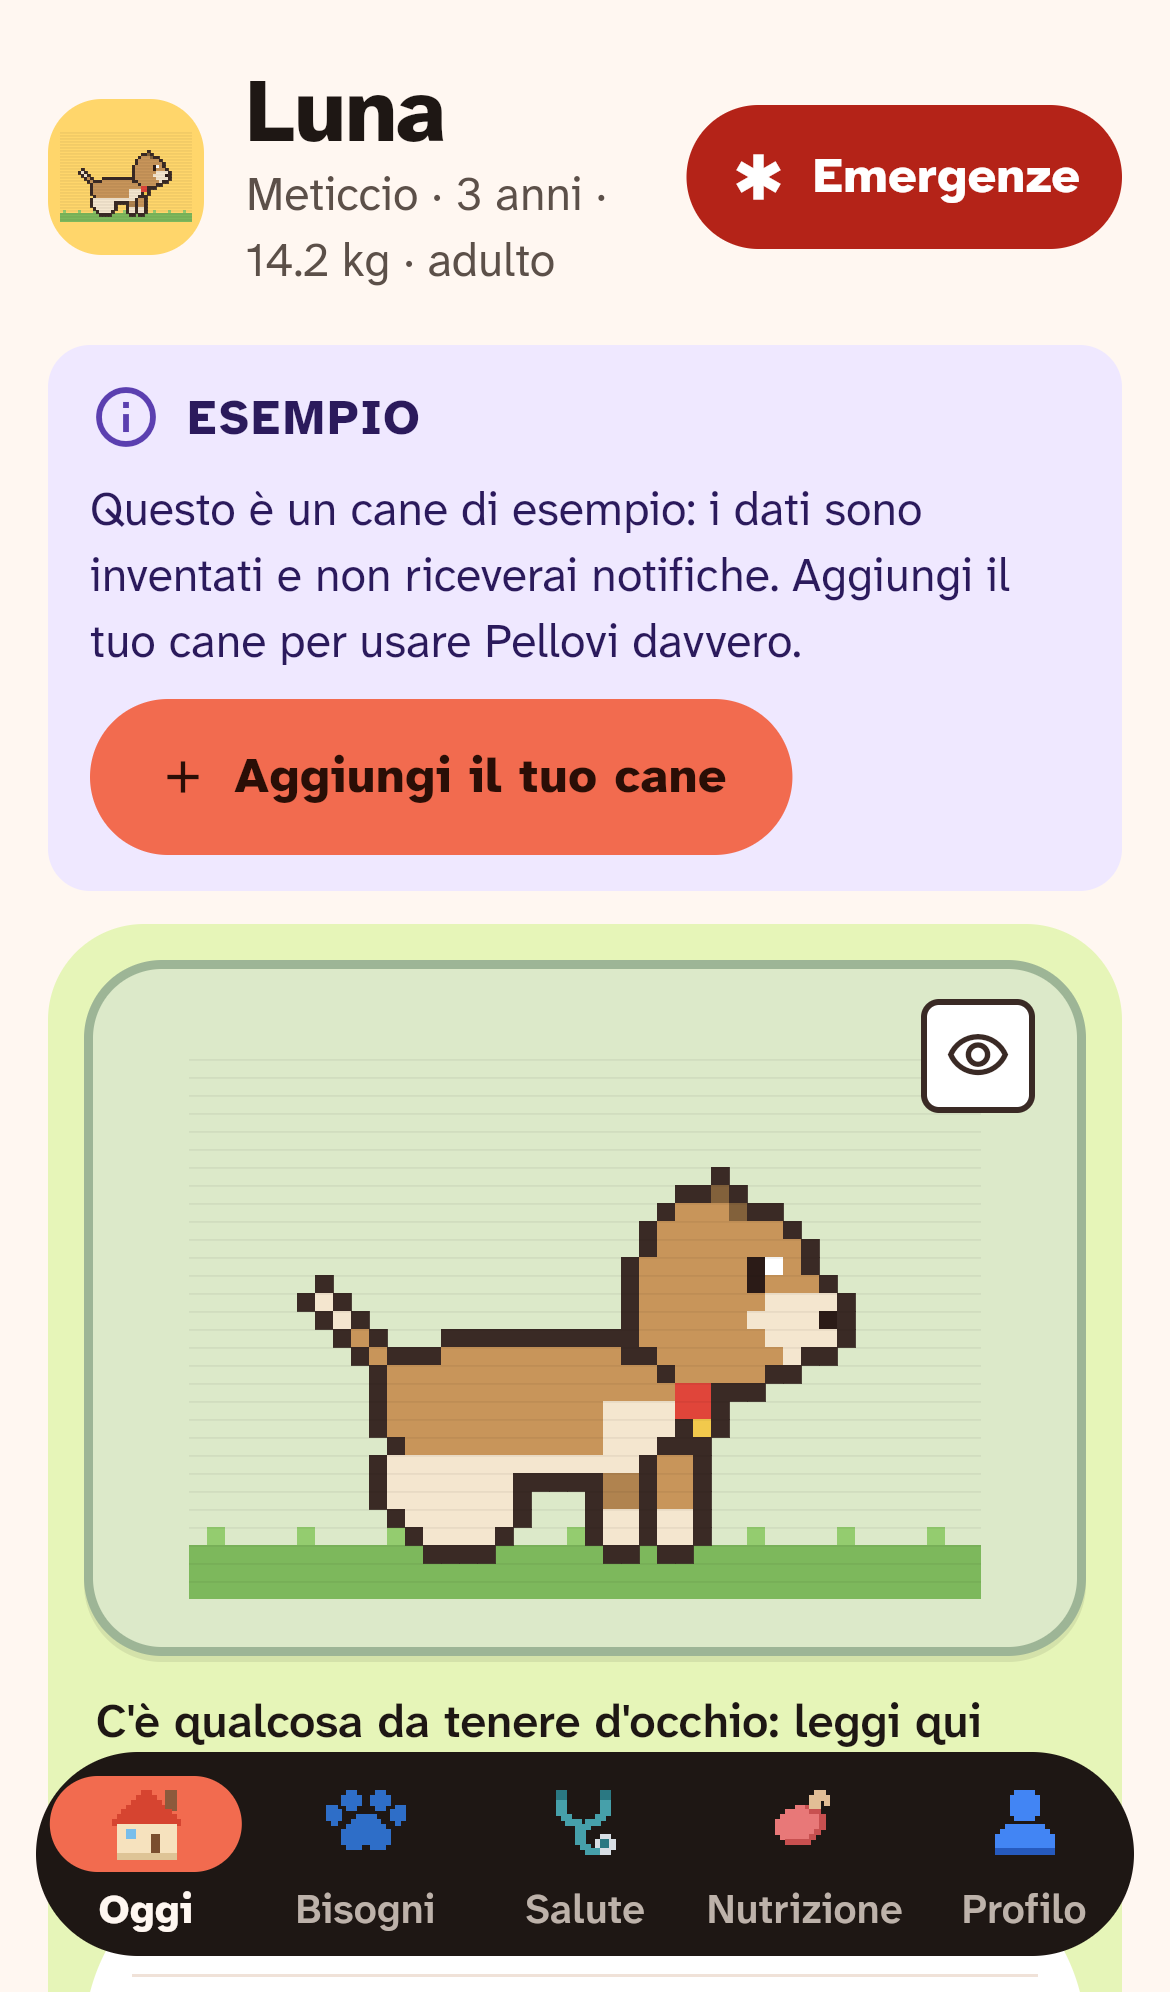 Luna
Meticcio · 3 anni ·
14.2 kg · adulto
Emergenze
ESEMPIO
Questo è un cane di esempio: i dati sono
inventati e non riceverai notifiche. Aggiungi il
tuo cane per usare Pellovi davvero.
+ Aggiungi il tuo cane
C'è qualcosa da tenere d'occhio: leggi qui
Oggi
Bisogni
Salute
Nutrizione
Profilo